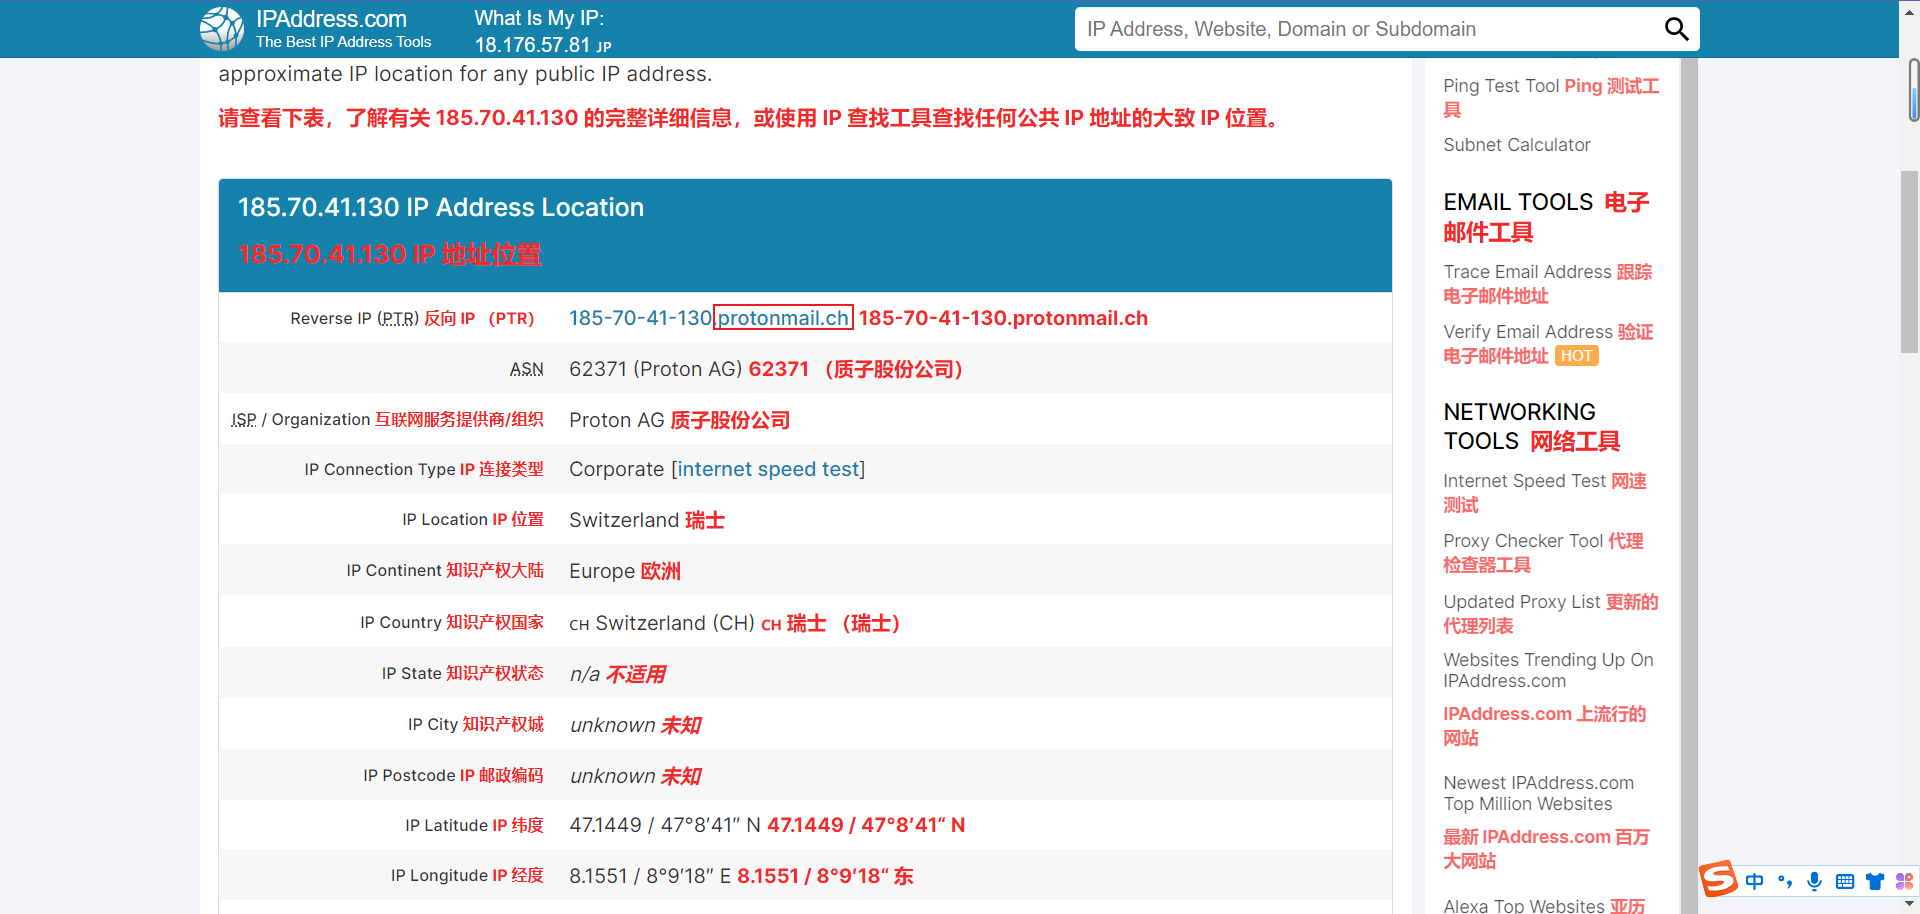 IPAddress.com
The Best IP Address Tools
What Is My IP:
18.176.57.81 JP
IP Address, Website, Domain or Subdomain
approximate IP location for any public IP address.
请查看下表，了解有关 185.70.41.130 的完整详细信息，或使用 IP 查找工具查找任何公共 IP 地址的大致 IP 位置。
185.70.41.130 IP Address Location
185.70.41.130 IP 地址位置
Reverse IP (PTR) 反向 IP （PTR） 185-70-41-130.protonmail.ch 185-70-41-130.protonmail.ch
ASN 62371 (Proton AG) 62371 （质子股份公司）
ISP / Organization 互联网服务提供商/组织 Proton AG 质子股份公司
IP Connection Type IP 连接类型 Corporate [internet speed test]
IP Location IP 位置 Switzerland 瑞士
IP Continent 知识产权大陆 Europe 欧洲
IP Country 知识产权国家 CH Switzerland (CH) CH 瑞士 （瑞士）
IP State 知识产权状态 n/a 不适用
IP City 知识产权城 unknown 未知
IP Postcode IP 邮政编码 unknown 未知
IP Latitude IP 纬度 47.1449 / 47°8′41″ N 47.1449 / 47°8′41“ N
IP Longitude IP 经度 8.1551 / 8°9′18″ E 8.1551 / 8°9′18“ 东
Ping Test Tool Ping 测试工
具
Subnet Calculator
EMAIL TOOLS 电子
邮件工具
Trace Email Address 跟踪
电子邮件地址
Verify Email Address 验证
电子邮件地址 HOT
NETWORKING
TOOLS 网络工具
Internet Speed Test 网速
测试
Proxy Checker Tool 代理
检查器工具
Updated Proxy List 更新的
代理列表
Websites Trending Up On
IPAddress.com
IPAddress.com 上流行的
网站
Newest IPAddress.com
Top Million Websites
最新 IPAddress.com 百万
大网站
Alexa Top Websites 亚历
中